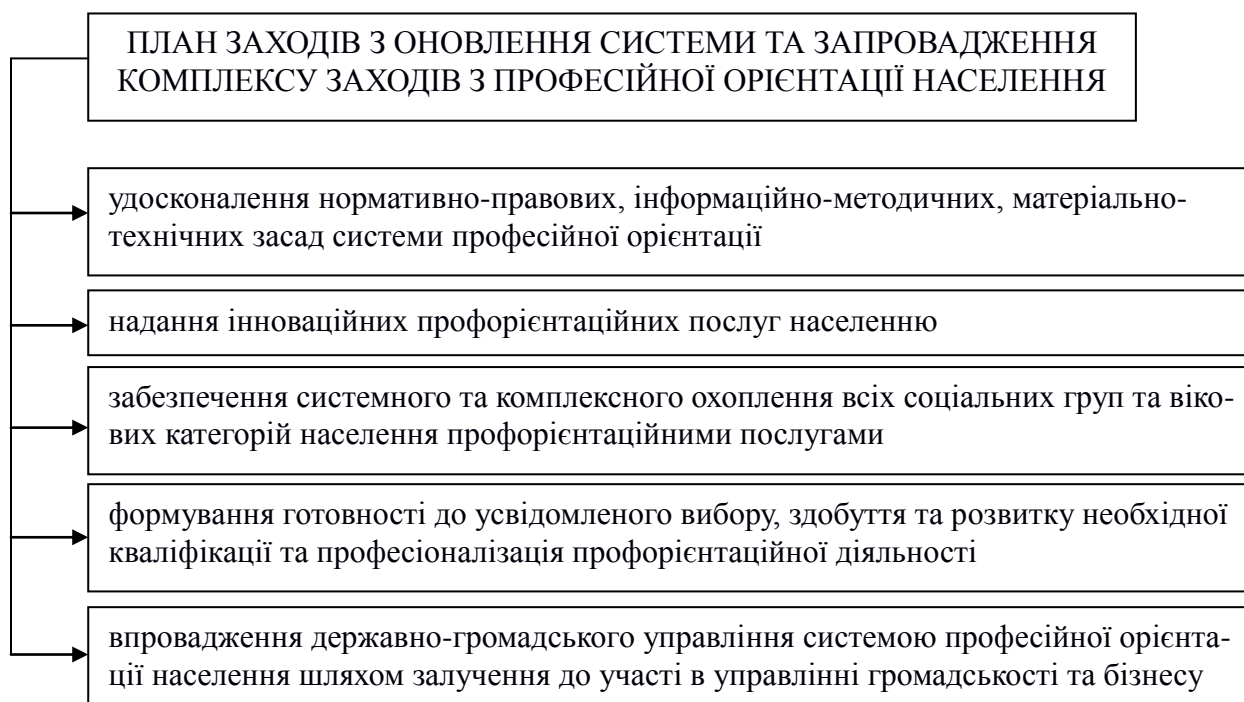 ПЛАН ЗАХОДІВ З ОНОВЛЕННЯ СИСТЕМИ ТА ЗАПРОВАДЖЕННЯ
КОМПЛЕКСУ ЗАХОДІВ З ПРОФЕСІЙНОЇ ОРІЄНТАЦІЇ НАСЕЛЕННЯ
удосконалення нормативно-правових, інформаційно-методичних, матеріально-
технічних засад системи професійної орієнтації
надання інноваційних профорієнтаційних послуг населенню
забезпечення системного та комплексного охоплення всіх соціальних груп та віко-
вих категорій населення профорієнтаційними послугами
формування готовності до усвідомленого вибору, здобуття та розвитку необхідної
кваліфікації та професіоналізація профорієнтаційної діяльності
впровадження державно-громадського управління системою професійної орієнта-
ції населення шляхом залучення до участі в управлінні громадськості та бізнесу